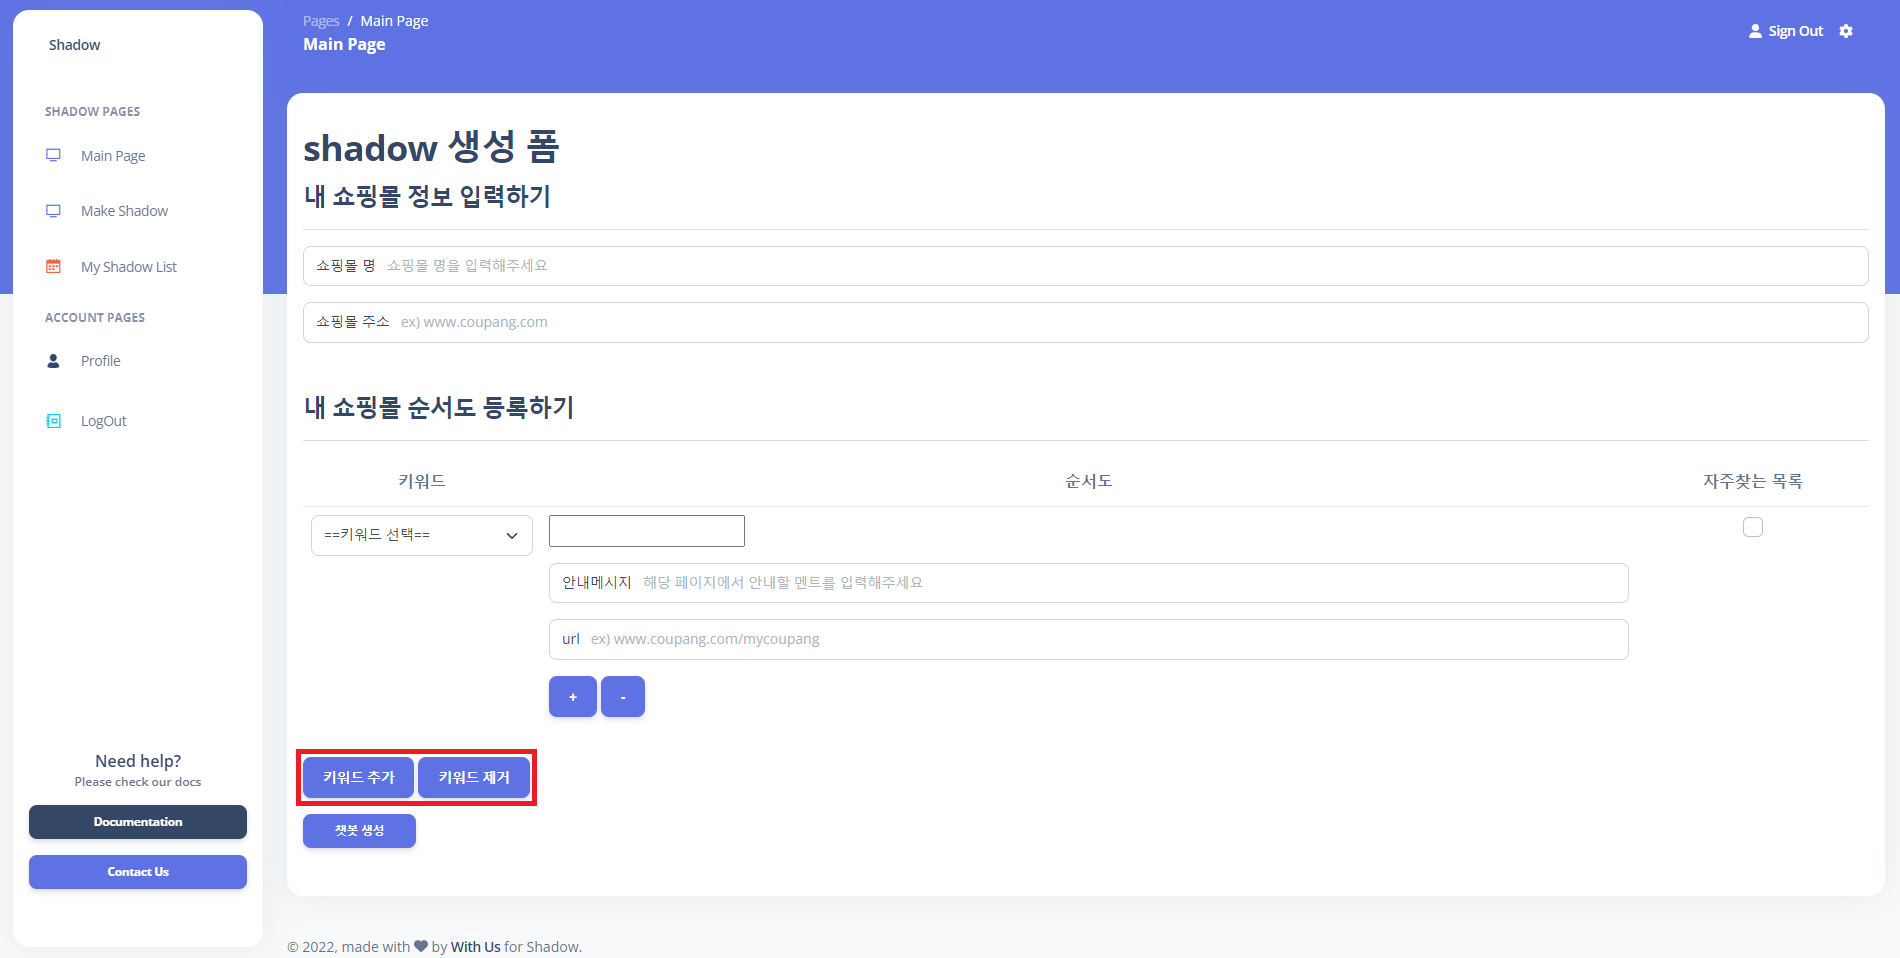 Shadow
SHADOW PAGES
Main Page
Make Shadow
My Shadow List
ACCOUNT PAGES
Profile
LogOut
Need help?
Please check our docs
Documentation
Contact Us
Pages / Main Page
Main Page
Sign Out
shadow 생성 폼
내 쇼핑몰 정보 입력하기
쇼핑몰 명 쇼핑몰 명을 입력해주세요
쇼핑몰 주소 ex) www.coupang.com
내 쇼핑몰 순서도 등록하기
키워드 순서도 자주찾는 목록
==키워드 선택==
안내메시지 해당 페이지에서 안내할 멘트를 입력해주세요
url ex) www.coupang.com/mycoupang
+ -
키워드 추가 키워드 제거
챗봇 생성
© 2022, made with ♥ by With Us for Shadow.